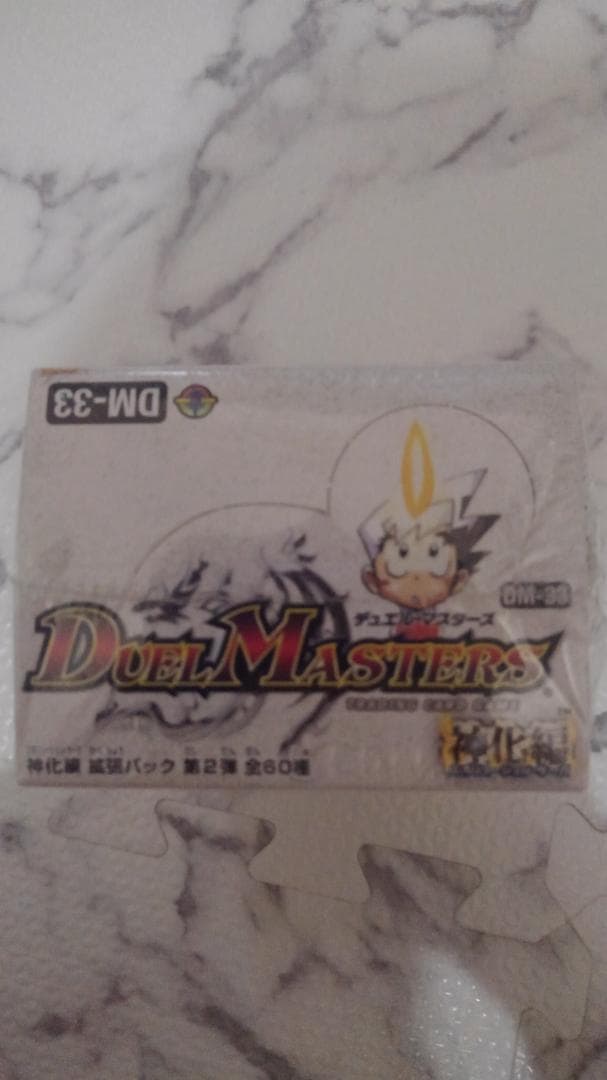 DM-33
デュエル・マスターズ
DM-33
DUEL MASTERS
TRADING CARD GAME
神化編
神化編 拡張パック 第2弾 全60種